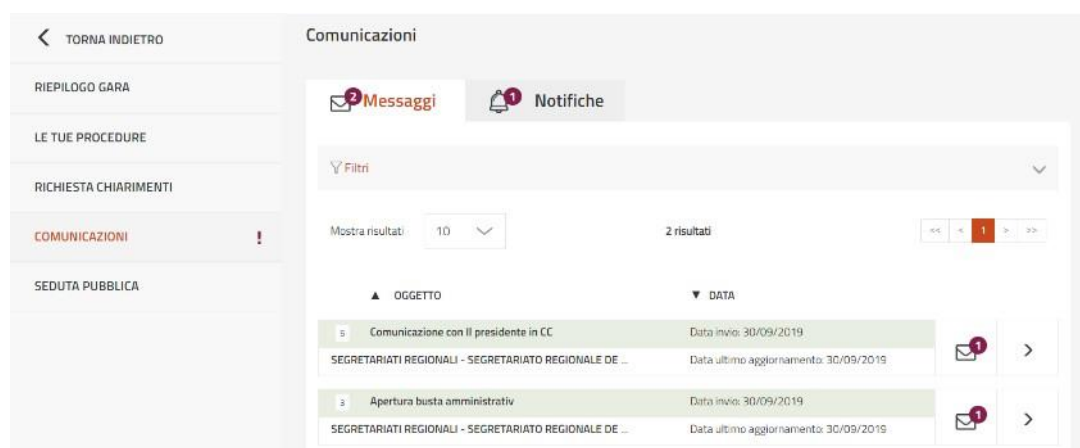 TORNA INDIETRO
RIEPILOGO GARA
LE TUE PROCEDURE
RICHIESTA CHIARIMENTI
COMUNICAZIONI !
SEDUTA PUBBLICA
Comunicazioni
2 Messaggi 1 Notifiche
Filtri
Mostra risultati 10 2 risultati << < 1 > >>
▲ OGGETTO ▼ DATA
5 Comunicazione con II presidente in CC Data invio: 30/09/2019
SEGRETARIATI REGIONALI - SEGRETARIATO REGIONALE DE ... Data ultimo aggiornamento: 30/09/2019 1 >
3 Apertura busta amministrativ Data invio: 30/09/2019
SEGRETARIATI REGIONALI - SEGRETARIATO REGIONALE DE ... Data ultimo aggiornamento: 30/09/2019 1 >